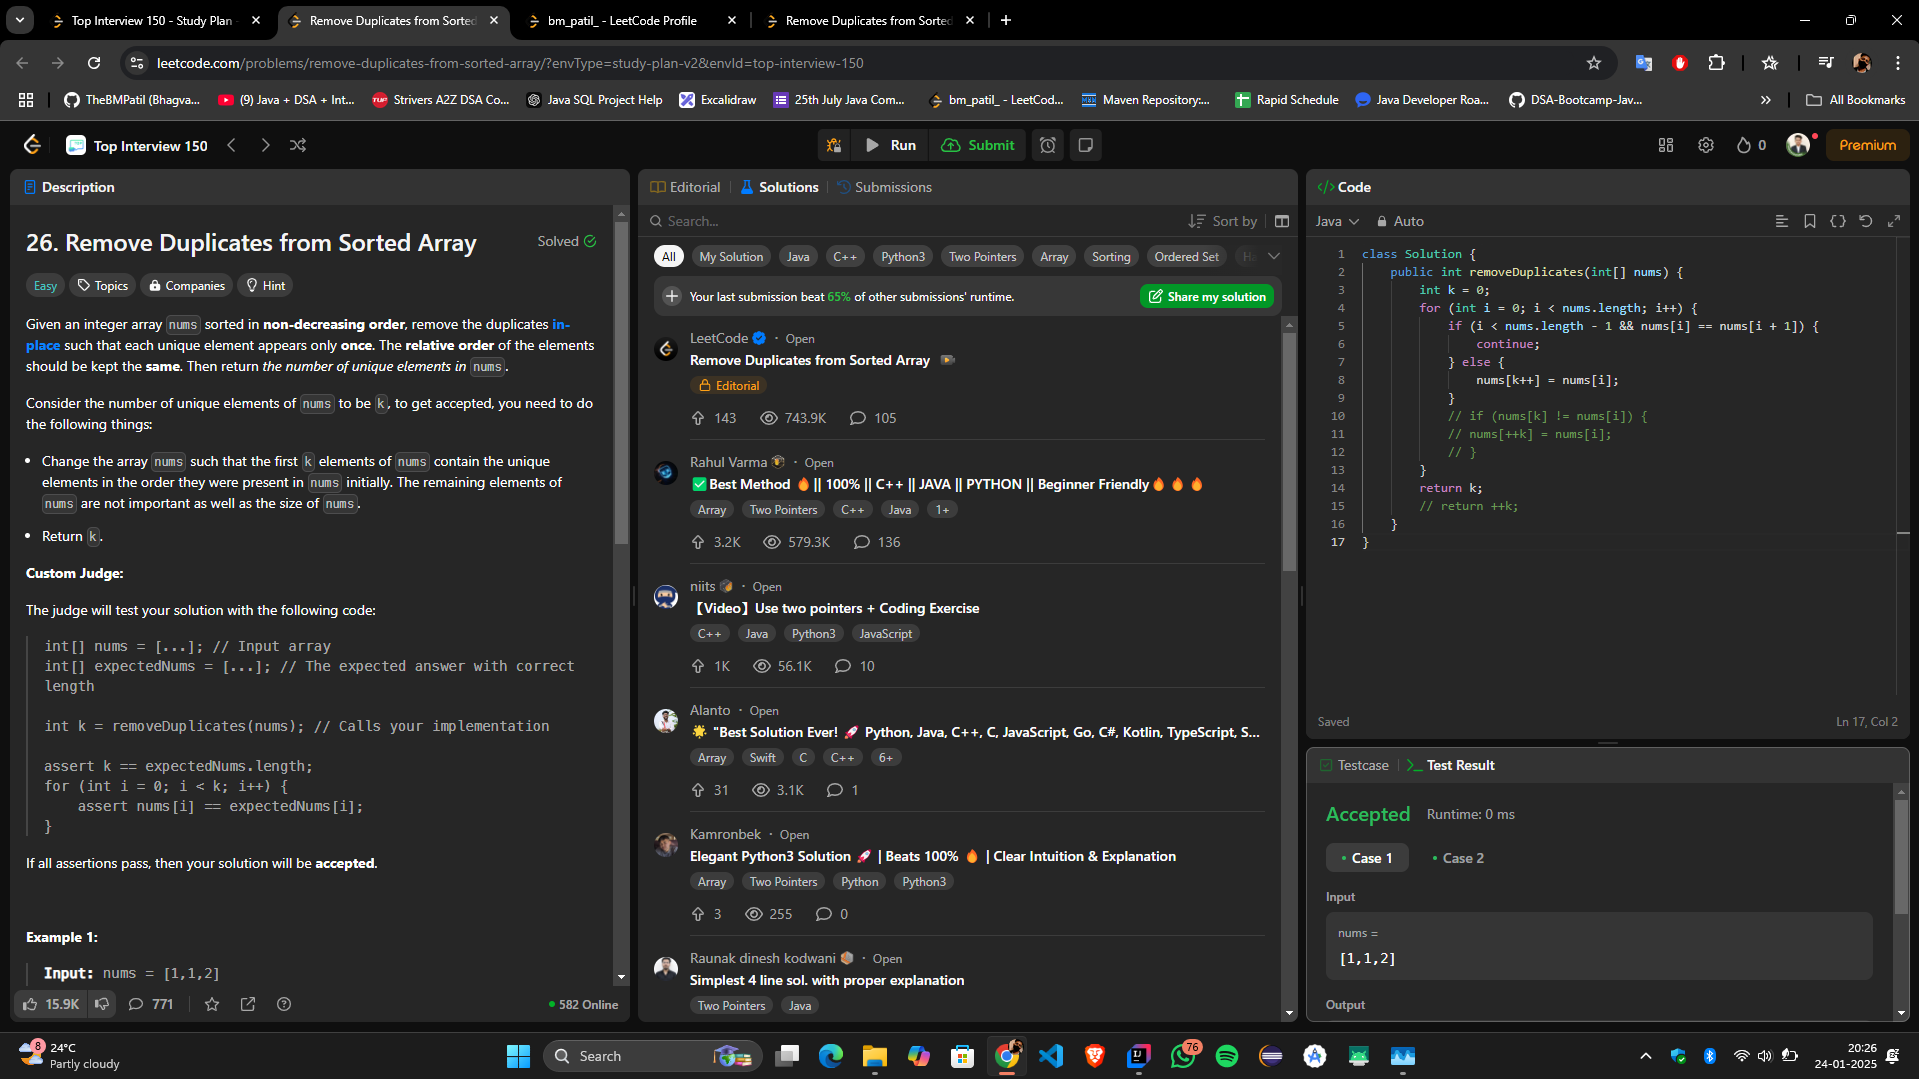 Top Interview 150 - Study Plan
Remove Duplicates from Sorted
bm_patil_ - LeetCode Profile
Remove Duplicates from Sorted
leetcode.com/problems/remove-duplicates-from-sorted-array/?envType=study-plan-v2&envId=top-interview-150
TheBMPatil (Bhagva...
(9) Java + DSA + Int...
Strivers A2Z DSA Co...
Java SQL Project Help
Excalidraw
25th July Java Com...
bm_patil_ - LeetCod...
Maven Repository:...
Rapid Schedule
Java Developer Roa...
DSA-Bootcamp-Jav...
All Bookmarks
Top Interview 150
Run
Submit
0
Premium
Description
26. Remove Duplicates from Sorted Array
Solved
Easy
Topics
Companies
Hint
Given an integer array nums sorted in non-decreasing order, remove the duplicates in-
place such that each unique element appears only once. The relative order of the elements
should be kept the same. Then return the number of unique elements in nums.
Consider the number of unique elements of nums to be k, to get accepted, you need to do
the following things:
• Change the array nums such that the first k elements of nums contain the unique
elements in the order they were present in nums initially. The remaining elements of
nums are not important as well as the size of nums.
• Return k.
Custom Judge:
The judge will test your solution with the following code:
int[] nums = [...]; // Input array
int[] expectedNums = [...]; // The expected answer with correct
length
int k = removeDuplicates(nums); // Calls your implementation
assert k == expectedNums.length;
for (int i = 0; i < k; i++) {
    assert nums[i] == expectedNums[i];
}
If all assertions pass, then your solution will be accepted.
Example 1:
Input: nums = [1,1,2]
15.9K
771
582 Online
Editorial
Solutions
Submissions
Search...
Sort by
All
My Solution
Java
C++
Python3
Two Pointers
Array
Sorting
Ordered Set
Your last submission beat 65% of other submissions' runtime.
Share my solution
LeetCode · Open
Remove Duplicates from Sorted Array
Editorial
143
743.9K
105
Rahul Varma · Open
✅Best Method 🔥|| 100% || C++ || JAVA || PYTHON || Beginner Friendly🔥🔥🔥
Array
Two Pointers
C++
Java
1+
3.2K
579.3K
136
niits · Open
【Video】Use two pointers + Coding Exercise
C++
Java
Python3
JavaScript
1K
56.1K
10
Alanto · Open
🌟 "Best Solution Ever! 🚀 Python, Java, C++, C, JavaScript, Go, C#, Kotlin, TypeScript, S...
Array
Swift
C
C++
6+
31
3.1K
1
Kamronbek · Open
Elegant Python3 Solution 🚀 | Beats 100% 🔥 | Clear Intuition & Explanation
Array
Two Pointers
Python
Python3
3
255
0
Raunak dinesh kodwani · Open
Simplest 4 line sol. with proper explanation
Two Pointers
Java
</> Code
Java
Auto
1 class Solution {
2     public int removeDuplicates(int[] nums) {
3         int k = 0;
4         for (int i = 0; i < nums.length; i++) {
5             if (i < nums.length - 1 && nums[i] == nums[i + 1]) {
6                 continue;
7             } else {
8                 nums[k++] = nums[i];
9             }
10             // if (nums[k] != nums[i]) {
11             // nums[++k] = nums[i];
12             // }
13         }
14         return k;
15         // return ++k;
16     }
17 }
Saved
Ln 17, Col 2
Testcase
Test Result
Accepted
Runtime: 0 ms
• Case 1
• Case 2
Input
nums =
[1,1,2]
Output
8
24°C
Partly cloudy
Search
76
20:26
24-01-2025